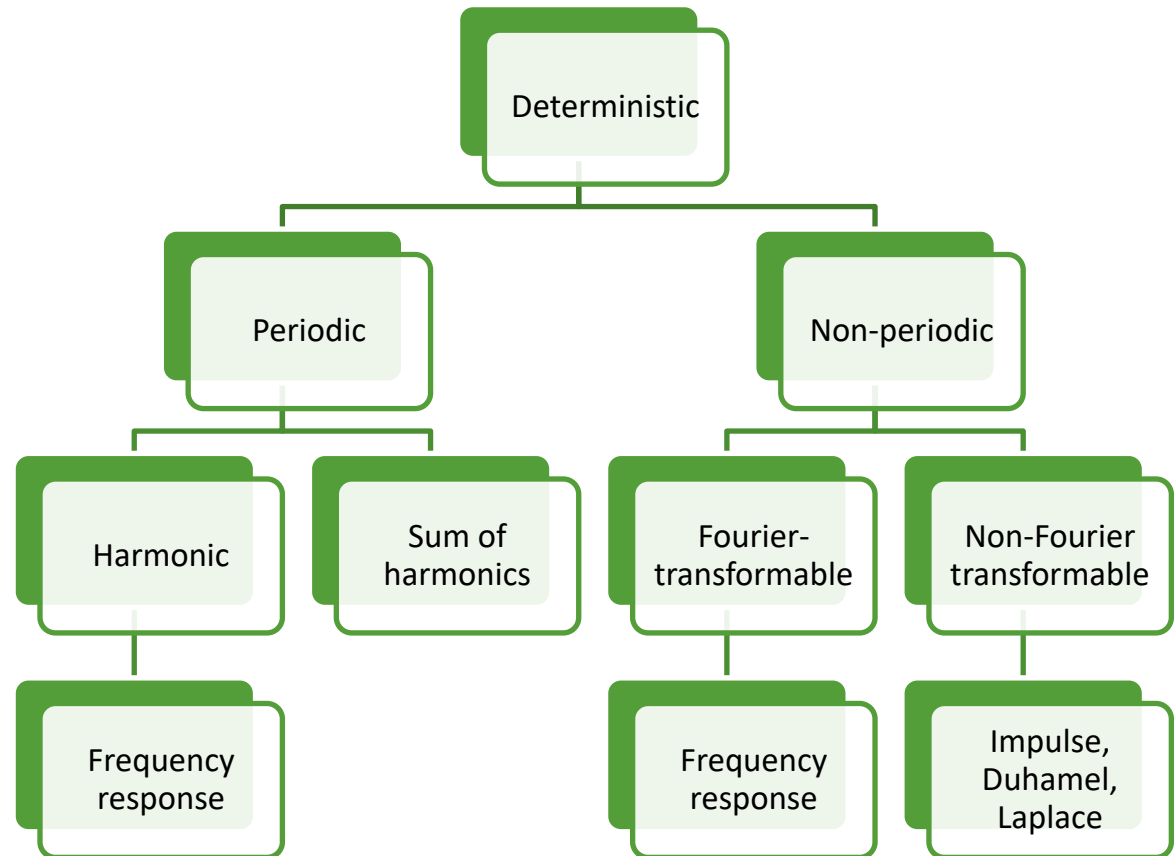 Deterministic
Periodic
Non-periodic
Harmonic
Sum of
harmonics
Fourier-
transformable
Non-Fourier
transformable
Frequency
response
Frequency
response
Impulse,
Duhamel,
Laplace